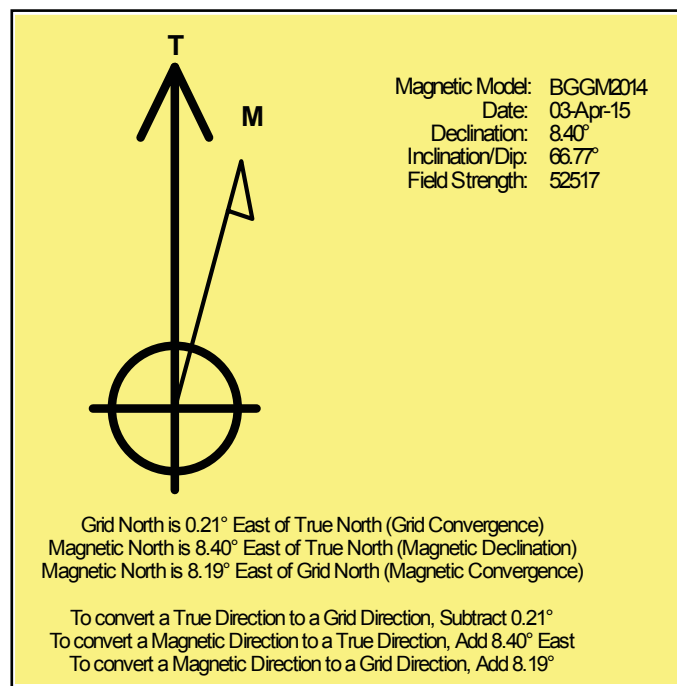 T
M
Magnetic Model: BGGM2014
Date: 03-Apr-15
Declination: 8.40°
Inclination/Dip: 66.77°
Field Strength: 52517
Grid North is 0.21° East of True North (Grid Convergence)
Magnetic North is 8.40° East of True North (Magnetic Declination)
Magnetic North is 8.19° East of Grid North (Magnetic Convergence)
To convert a True Direction to a Grid Direction, Subtract 0.21°
To convert a Magnetic Direction to a True Direction, Add 8.40° East
To convert a Magnetic Direction to a Grid Direction, Add 8.19°